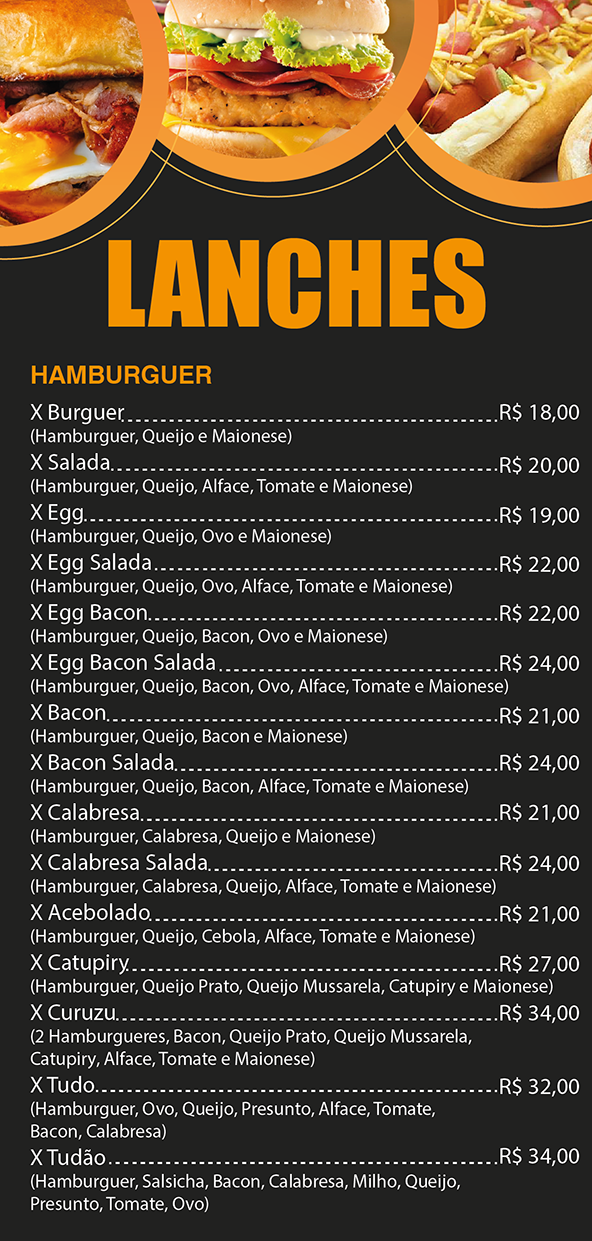 LANCHES
HAMBURGUER
X Burguer R$ 18,00
(Hamburguer, Queijo e Maionese)
X Salada R$ 20,00
(Hamburguer, Queijo, Alface, Tomate e Maionese)
X Egg R$ 19,00
(Hamburguer, Queijo, Ovo e Maionese)
X Egg Salada R$ 22,00
(Hamburguer, Queijo, Ovo, Alface, Tomate e Maionese)
X Egg Bacon R$ 22,00
(Hamburguer, Queijo, Bacon, Ovo e Maionese)
X Egg Bacon Salada R$ 24,00
(Hamburguer, Queijo, Bacon, Ovo, Alface, Tomate e Maionese)
X Bacon R$ 21,00
(Hamburguer, Queijo, Bacon e Maionese)
X Bacon Salada R$ 24,00
(Hamburguer, Queijo, Bacon, Alface, Tomate e Maionese)
X Calabresa R$ 21,00
(Hamburguer, Calabresa, Queijo e Maionese)
X Calabresa Salada R$ 24,00
(Hamburguer, Calabresa, Queijo, Alface, Tomate e Maionese)
X Acebolado R$ 21,00
(Hamburguer, Queijo, Cebola, Alface, Tomate e Maionese)
X Catupiry R$ 27,00
(Hamburguer, Queijo Prato, Queijo Mussarela, Catupiry e Maionese)
X Curuzu R$ 34,00
(2 Hamburgueres, Bacon, Queijo Prato, Queijo Mussarela,
Catupiry, Alface, Tomate e Maionese)
X Tudo R$ 32,00
(Hamburguer, Ovo, Queijo, Presunto, Alface, Tomate,
Bacon, Calabresa)
X Tudão R$ 34,00
(Hamburguer, Salsicha, Bacon, Calabresa, Milho, Queijo,
Presunto, Tomate, Ovo)